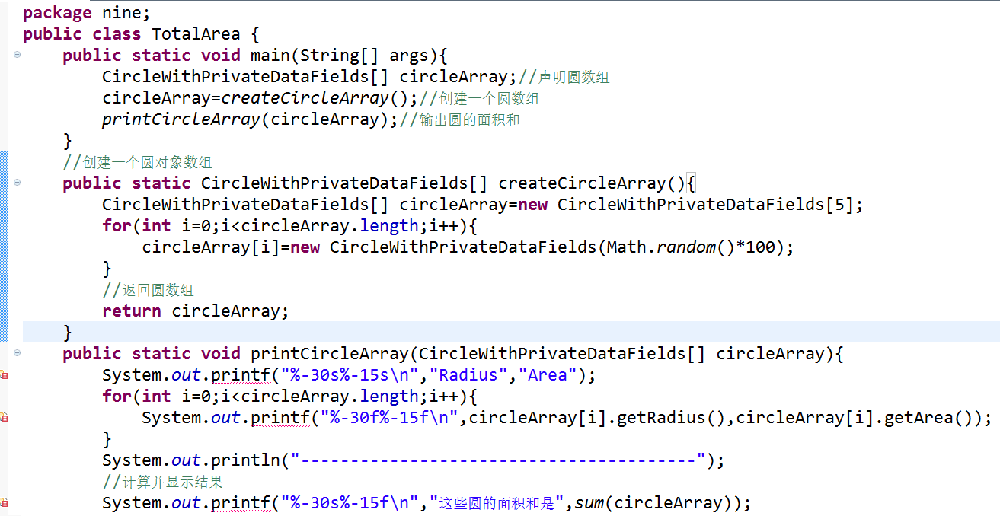 package nine;
public class TotalArea {
    public static void main(String[] args){
        CircleWithPrivateDataFields[] circleArray;//声明圆数组
        circleArray=createCircleArray();//创建一个圆数组
        printCircleArray(circleArray);//输出圆的面积和
    }
    //创建一个圆对象数组
    public static CircleWithPrivateDataFields[] createCircleArray(){
        CircleWithPrivateDataFields[] circleArray=new CircleWithPrivateDataFields[5];
        for(int i=0;i<circleArray.length;i++){
            circleArray[i]=new CircleWithPrivateDataFields(Math.random()*100);
        }
        //返回圆数组
        return circleArray;
    }
    public static void printCircleArray(CircleWithPrivateDataFields[] circleArray){
        System.out.printf("%-30s%-15s\n","Radius","Area");
        for(int i=0;i<circleArray.length;i++){
            System.out.printf("%-30f%-15f\n",circleArray[i].getRadius(),circleArray[i].getArea());
        }
        System.out.println("----------------------------------------");
        //计算并显示结果
        System.out.printf("%-30s%-15f\n","这些圆的面积和是",sum(circleArray));